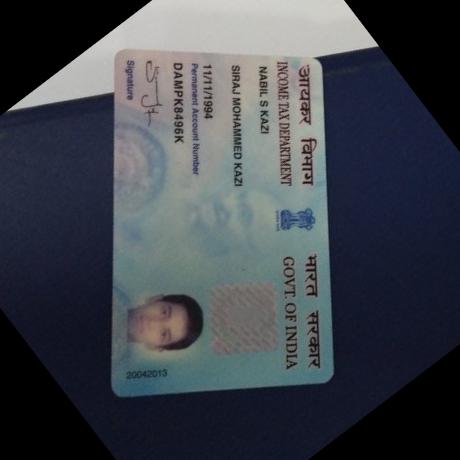 आयकर विभाग
INCOME TAX DEPARTMENT
भारत सरकार
GOVT. OF INDIA
NABIL S KAZI
SIRAJ MOHAMMED KAZI
11/11/1994
Permanent Account Number
DAMPK8496K
Signature
20042013